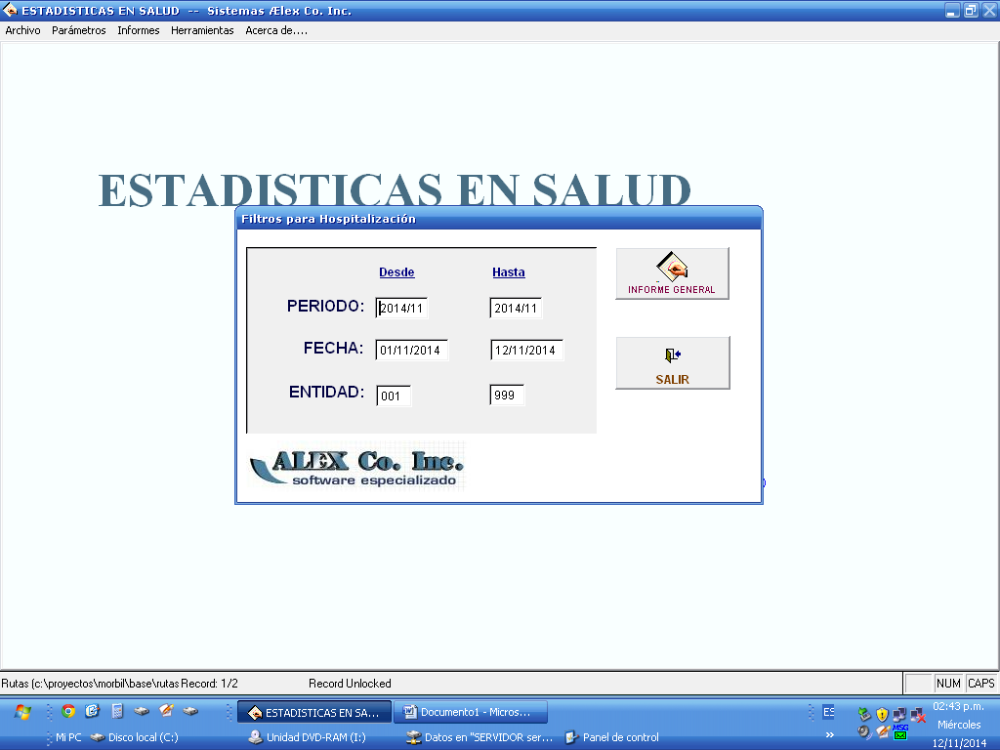 ESTADISTICAS EN SALUD -- Sistemas Ælex Co. Inc.
Archivo Parámetros Informes Herramientas Acerca de....
ESTADISTICAS EN SALUD
Filtros para Hospitalización
Desde Hasta
PERIODO: 2014/11 2014/11
FECHA: 01/11/2014 12/11/2014
ENTIDAD: 001 999
INFORME GENERAL
SALIR
ALEX Co. Inc.
software especializado
Rutas (c:\proyectos\morbil\base\rutas Record: 1/2 Record Unlocked NUM CAPS
ESTADISTICAS EN SA... Documento1 - Micros... ES 02:43 p.m.
Miércoles
Mi PC Disco local (C:) Unidad DVD-RAM (I:) Datos en "SERVIDOR ser... Panel de control » MSG 12/11/2014